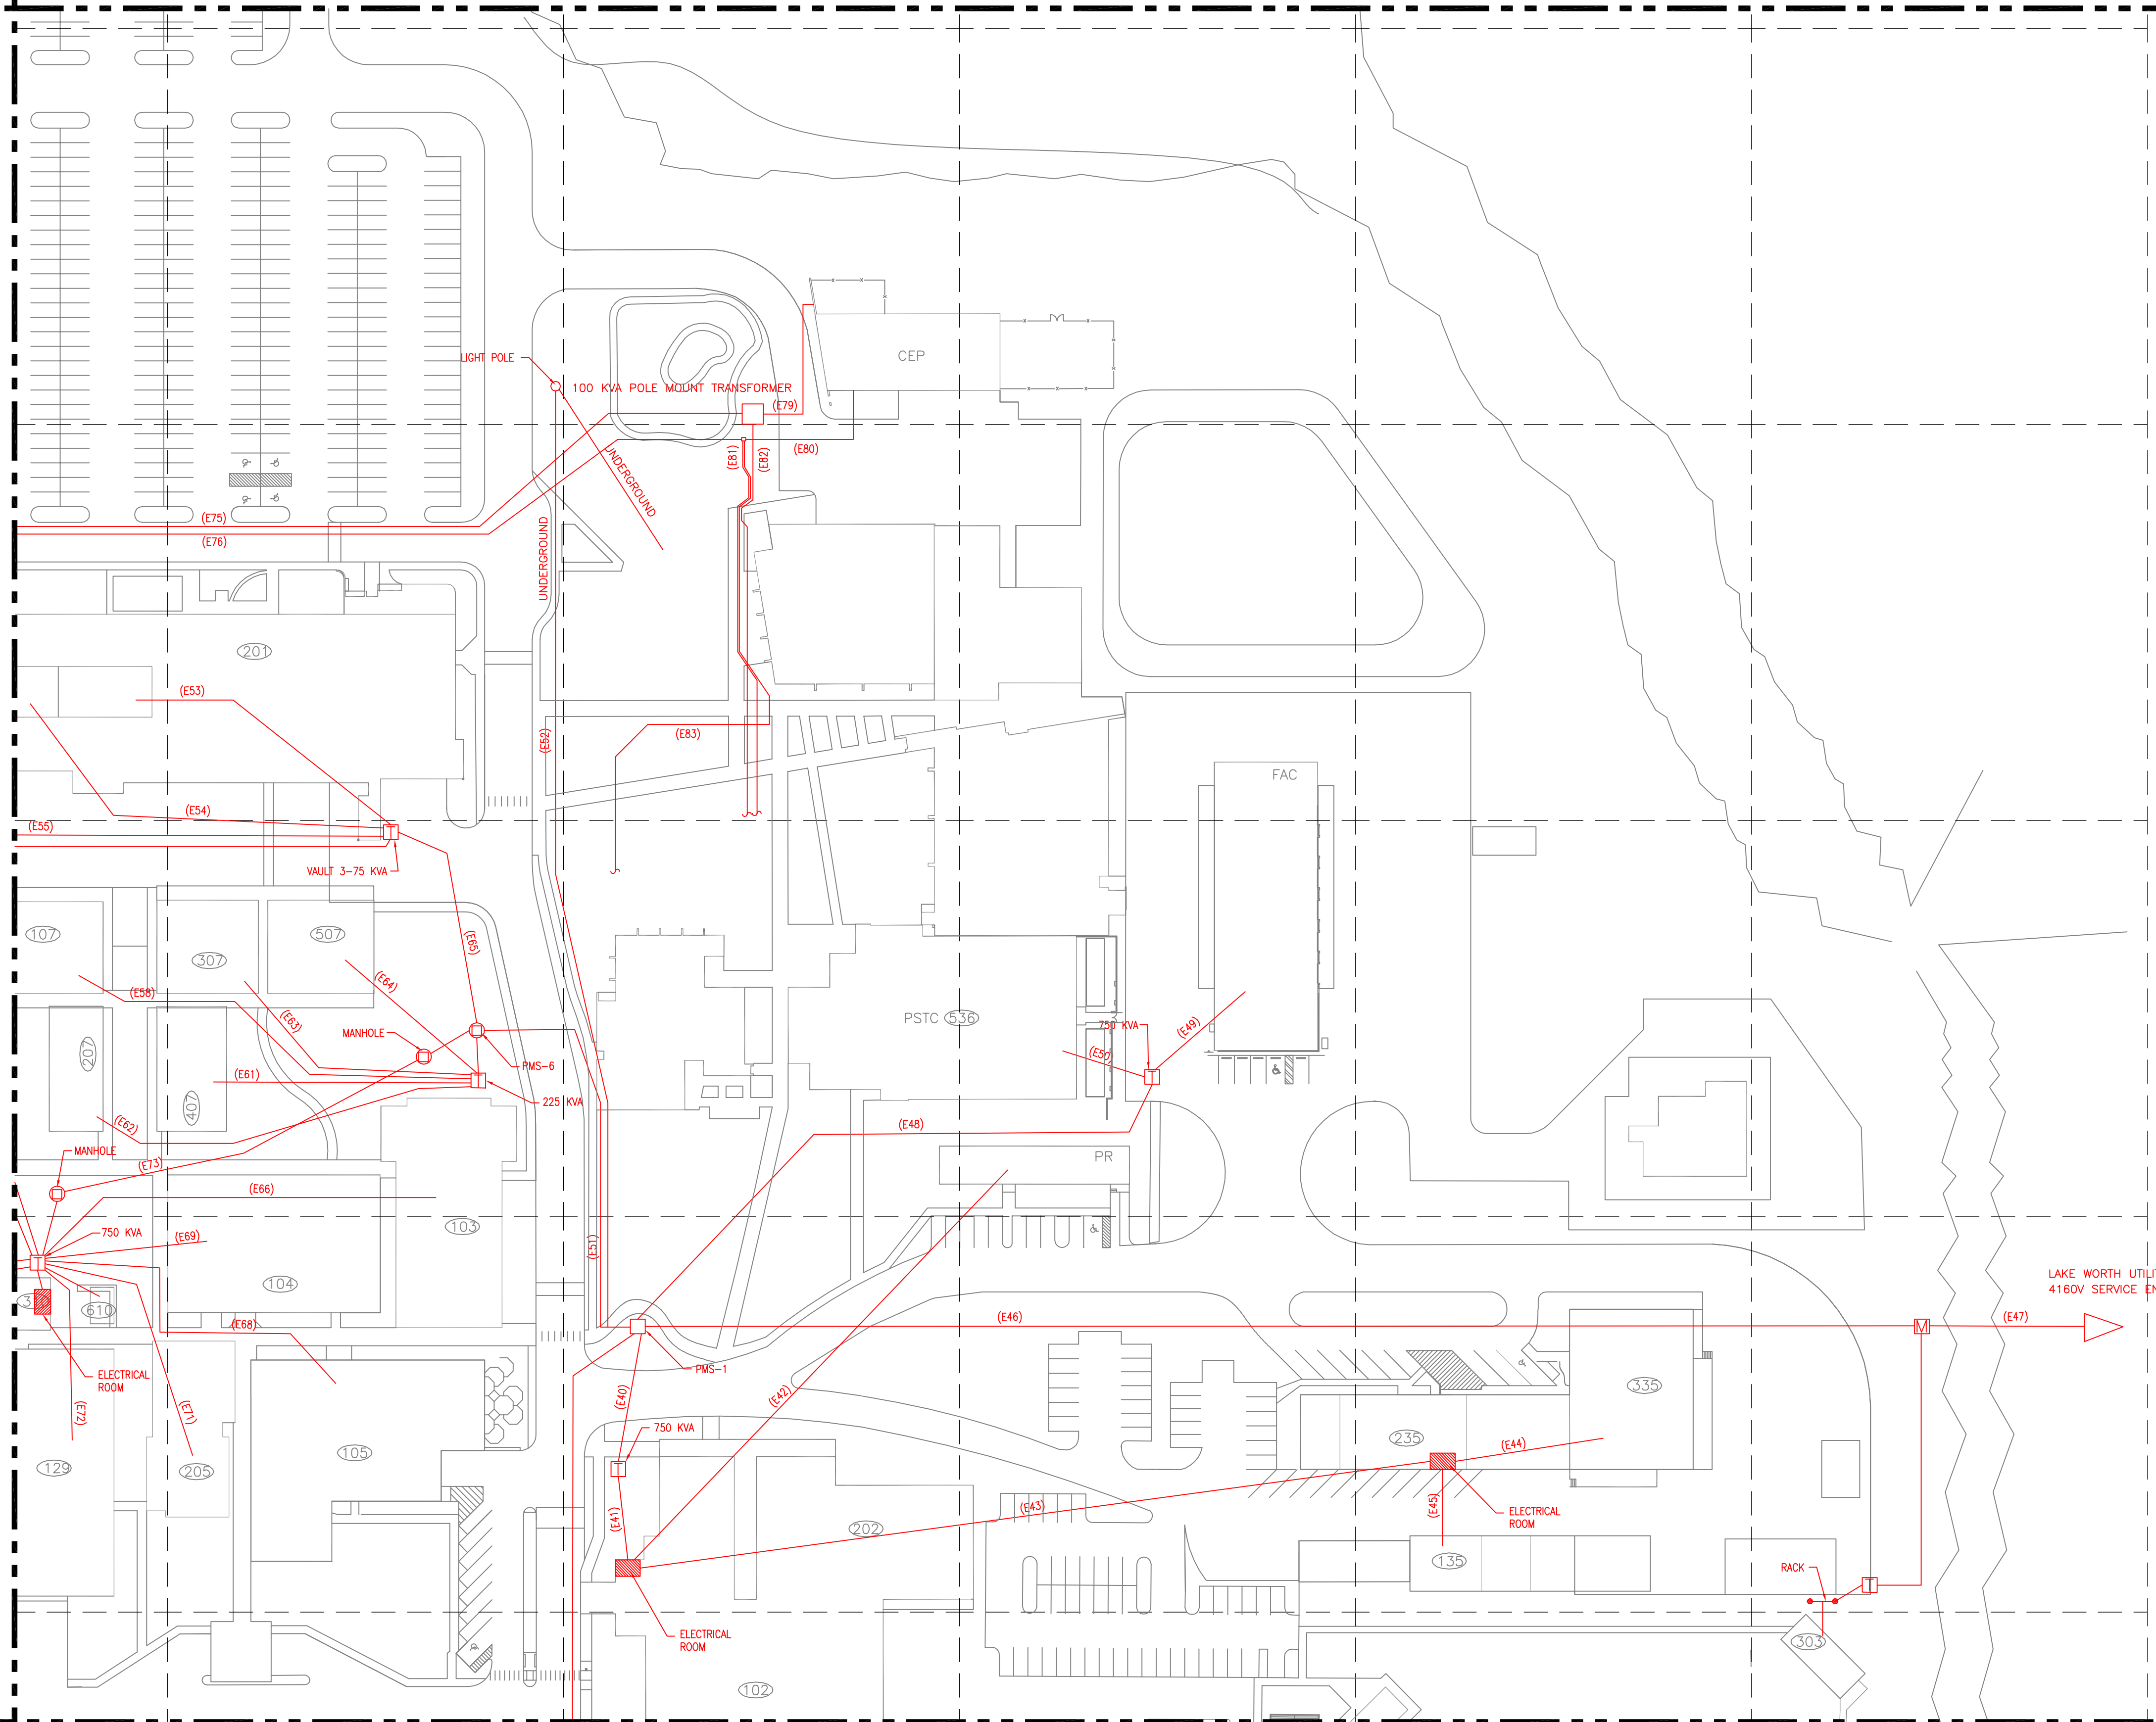 CEP
LIGHT POLE
100 KVA POLE MOUNT TRANSFORMER
(E79)
(E80)
(E81)
(E82)
UNDERGROUND
UNDERGROUND
(E75)
(E76)
201
(E53)
(E52)
(E83)
FAC
(E54)
(E55)
VAULT 3-75 KVA
107
307
507
(E65)
(E64)
(E58)
(E63)
MANHOLE
PMS-6
PSTC 536
750 KVA
(E49)
(E50)
207
407
(E61)
225 KVA
(E62)
(E48)
MANHOLE
(E73)
PR
(E66)
103
750 KVA
(E69)
(E51)
104
610
LAKE WORTH UTILI
4160V SERVICE EN
(E68)
(E46)
M
(E47)
ELECTRICAL
ROOM
PMS-1
(E40)
(E42)
335
(E72)
(E71)
750 KVA
235
(E44)
105
129
205
(E41)
(E43)
(E45)
ELECTRICAL
ROOM
202
135
RACK
ELECTRICAL
ROOM
303
102